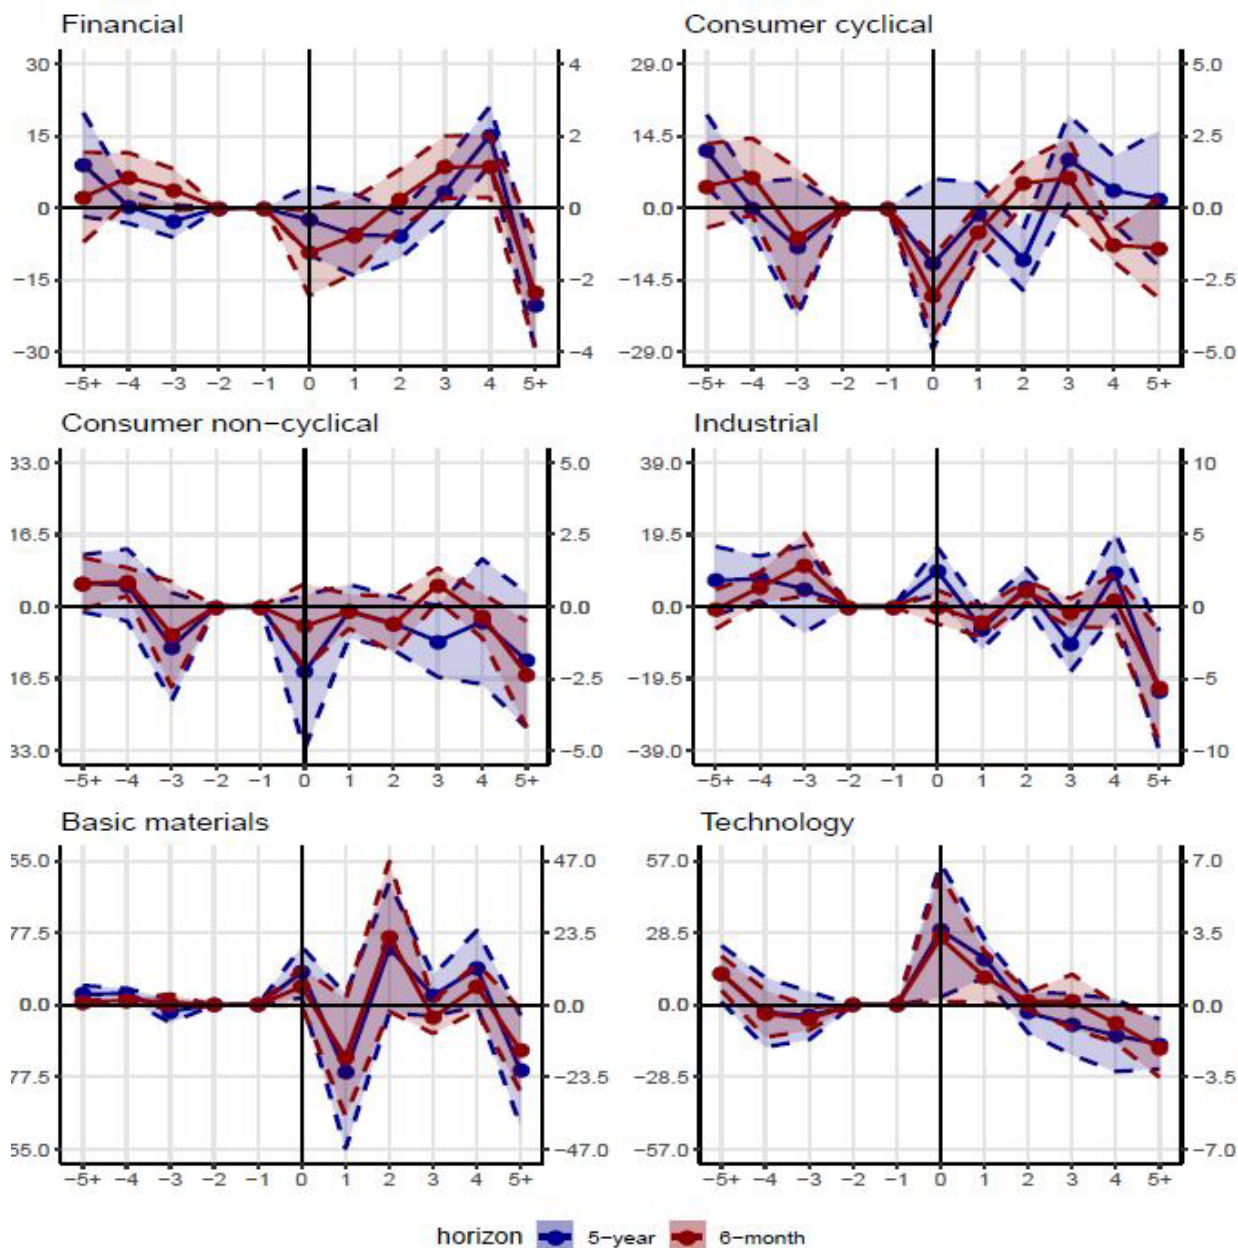 Financial Consumer cyclical
30 4 29.0 5.0
15 2 14.5 2.5
0 0 0.0 0.0
−15 −2 −14.5 −2.5
−30 −4 −29.0 −5.0
−5+ −4 −3 −2 −1 0 1 2 3 4 5+ −5+ −4 −3 −2 −1 0 1 2 3 4 5+
Consumer non−cyclical Industrial
33.0 5.0 39.0 10
16.5 2.5 19.5 5
0.0 0.0 0.0 0
16.5 −2.5 −19.5 −5
33.0 −5.0 −39.0 −10
−5+ −4 −3 −2 −1 0 1 2 3 4 5+ −5+ −4 −3 −2 −1 0 1 2 3 4 5+
Basic materials Technology
55.0 47.0 57.0 7.0
77.5 23.5 28.5 3.5
0.0 0.0 0.0 0.0
77.5 −23.5 −28.5 −3.5
55.0 −47.0 −57.0 −7.0
−5+ −4 −3 −2 −1 0 1 2 3 4 5+ −5+ −4 −3 −2 −1 0 1 2 3 4 5+
horizon 5−year 6−month